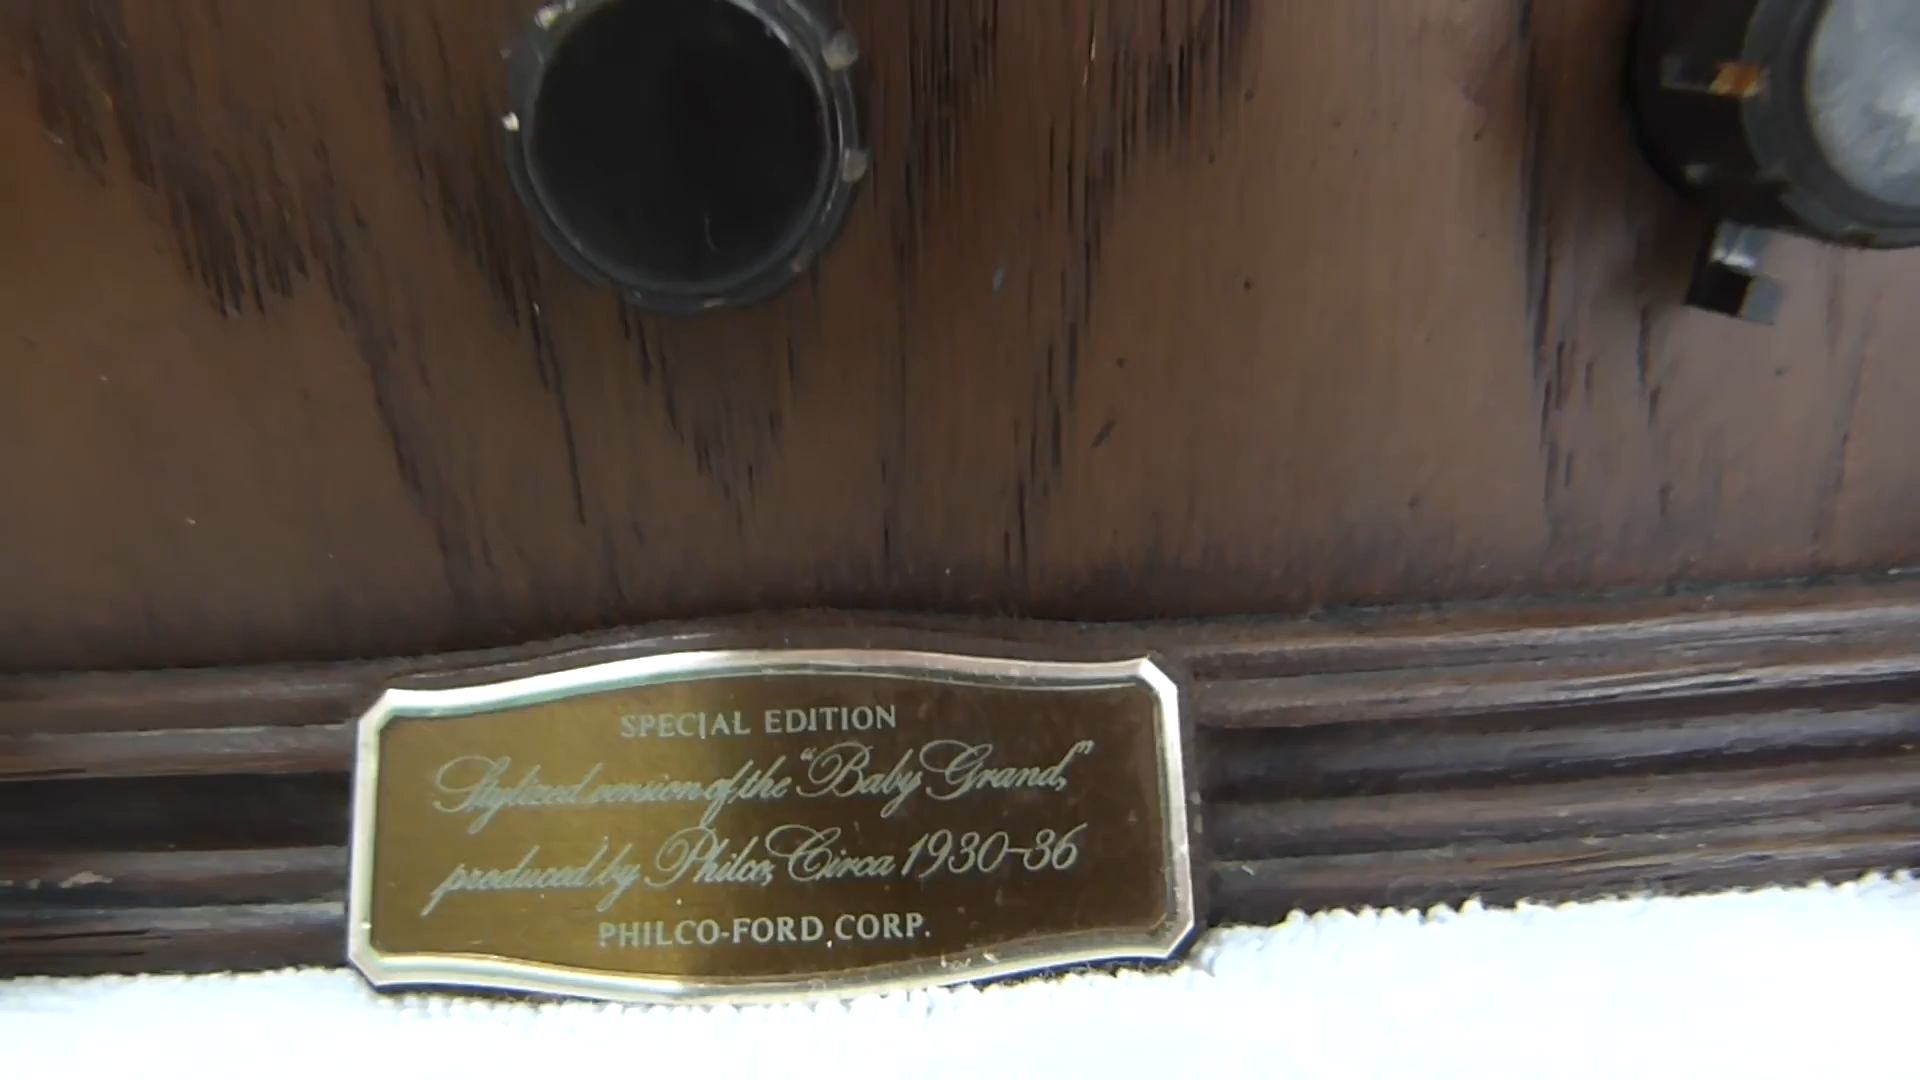 SPECIAL EDITION
Stylized version of the "Baby Grand,"
produced by Philco, Circa 1930-36
PHILCO-FORD CORP.